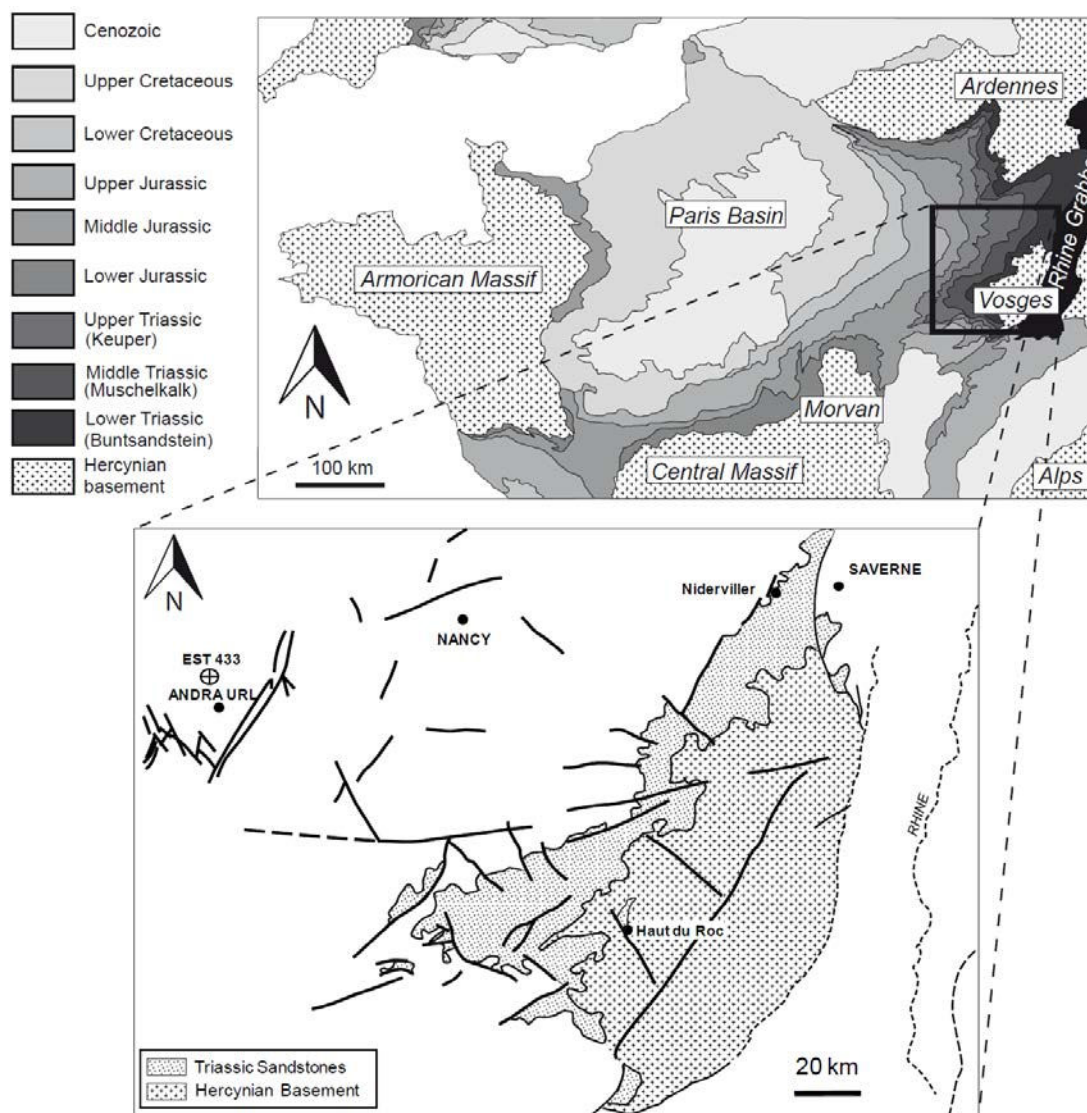 Cenozoic
Upper Cretaceous
Lower Cretaceous
Upper Jurassic
Middle Jurassic
Lower Jurassic
Upper Triassic
(Keuper)
Middle Triassic
(Muschelkalk)
Lower Triassic
(Buntsandstein)
Hercynian
basement
Ardennes
Paris Basin
Armorican Massif
Rhine Grabe
Vosges
N
Morvan
100 km
Central Massif
Alps
N
SAVERNE
Niderviller
NANCY
EST 433
ANDRA URL
RHINE
Haut du Roc
Triassic Sandstones
Hercynian Basement
20 km